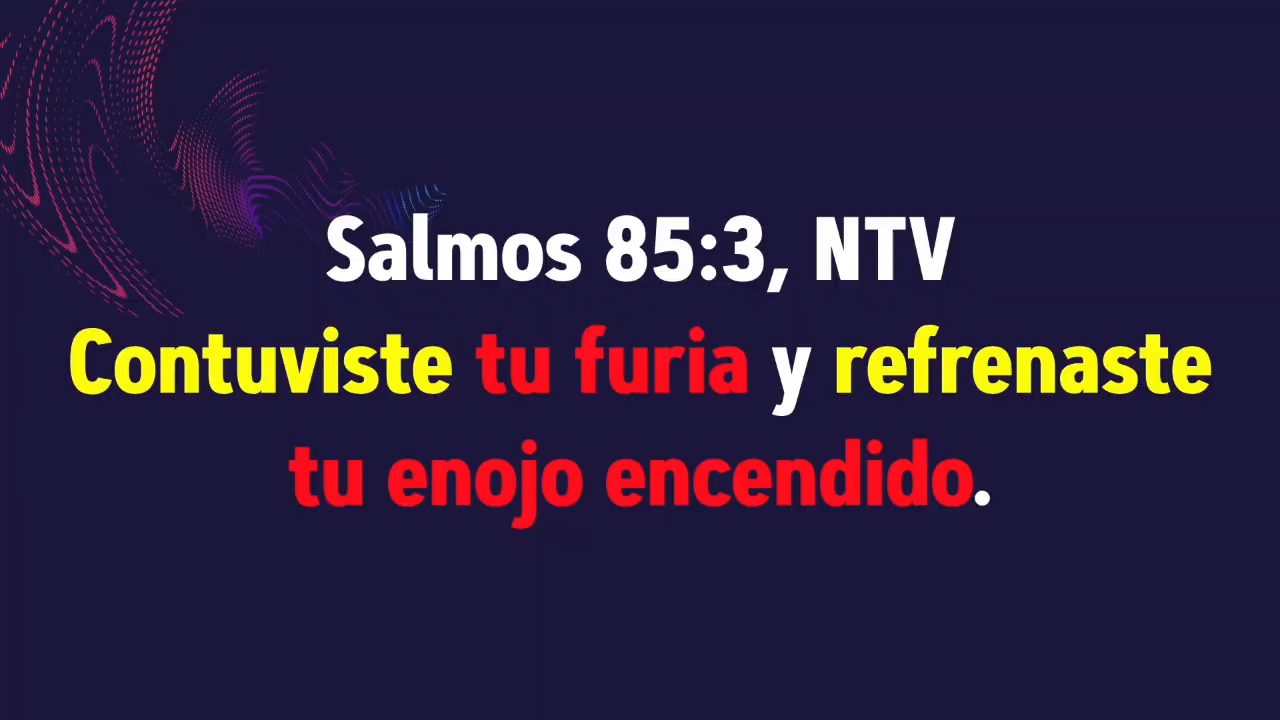 Salmos 85:3, NTV
Contuviste tu furia y refrenaste
tu enojo encendido.